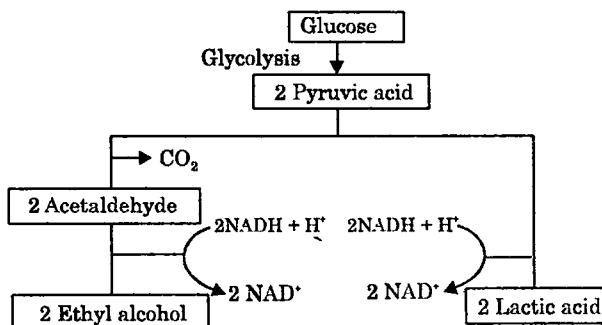 Glucose
Glycolysis
2 Pyruvic acid
CO₂
2 Acetaldehyde
2NADH + H⁺ 2NADH + H⁺
2 NAD⁺ 2 NAD⁺
2 Ethyl alcohol 2 Lactic acid